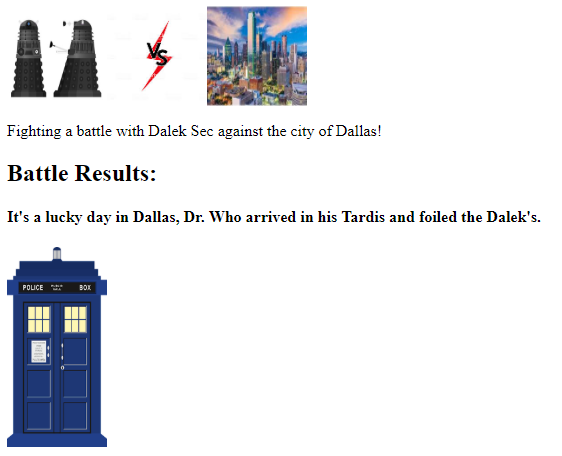 VS
Fighting a battle with Dalek Sec against the city of Dallas!
Battle Results:
It's a lucky day in Dallas, Dr. Who arrived in his Tardis and foiled the Dalek's.
POLICE BOX